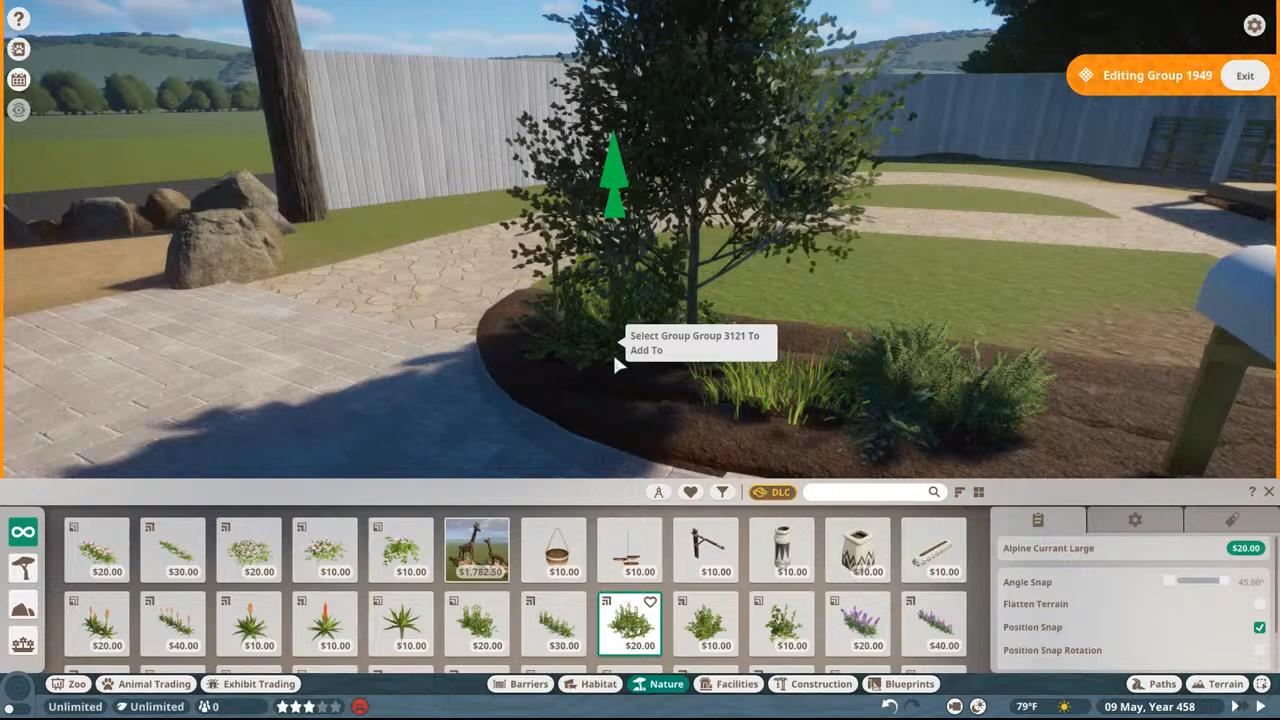 ?
Editing Group 1949
Exit
Select Group Group 3121 To
Add To
DLC
?
$20.00
$30.00
$20.00
$10.00
$10.00
$1,782.50
$10.00
$10.00
$10.00
$10.00
$10.00
$10.00
$20.00
$40.00
$10.00
$10.00
$10.00
$20.00
$30.00
$20.00
$10.00
$10.00
$20.00
$40.00
Alpine Currant Large
$20.00
Angle Snap
45.00°
Flatten Terrain
Position Snap
Position Snap Rotation
Zoo
Animal Trading
Exhibit Trading
Barriers
Habitat
Nature
Facilities
Construction
Blueprints
Paths
Terrain
Unlimited
Unlimited
0
79°F
09 May, Year 458